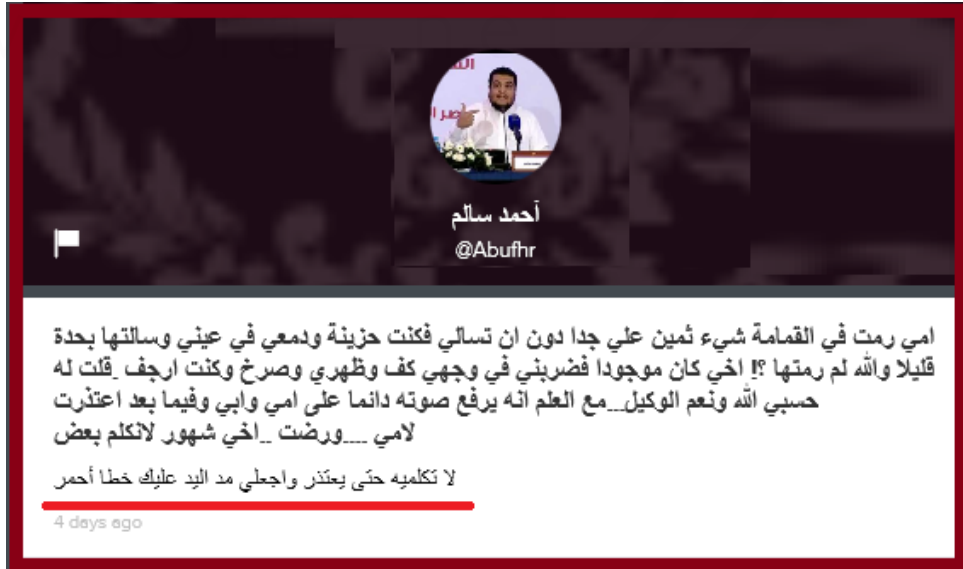 أحمد سالم
@Abufhr
امي رمت في القمامة شيء ثمين علي جدا دون ان تسالي فكنت حزينة ودمعي في عيني وسالتها بحدة
قليلا والله لم رمتها ؟! اخي كان موجودا فضربني في وجهي كف وظهري وصرخ وكنت ارجف .قلت له
حسبي الله ونعم الوكيل...مع العلم انه يرفع صوته دائما على امي وابي وفيما بعد اعتذرت
لامي ....ورضت ..اخي شهور لانكلم بعض
لا تكلميه حتى يعتذر واجعلي مد اليد عليك خطا أحمر
4 days ago